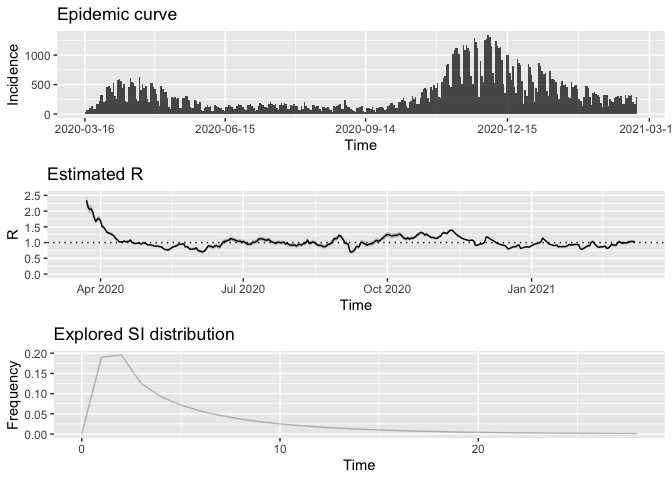 Epidemic curve
Incidence
1000
500
0
2020-03-16 2020-06-15 2020-09-14 2020-12-15 2021-03-1
Time
Estimated R
R
2.5
2.0
1.5
1.0
0.5
0.0
Apr 2020 Jul 2020 Oct 2020 Jan 2021
Time
Explored SI distribution
Frequency
0.20
0.15
0.10
0.05
0.00
0 10 20
Time